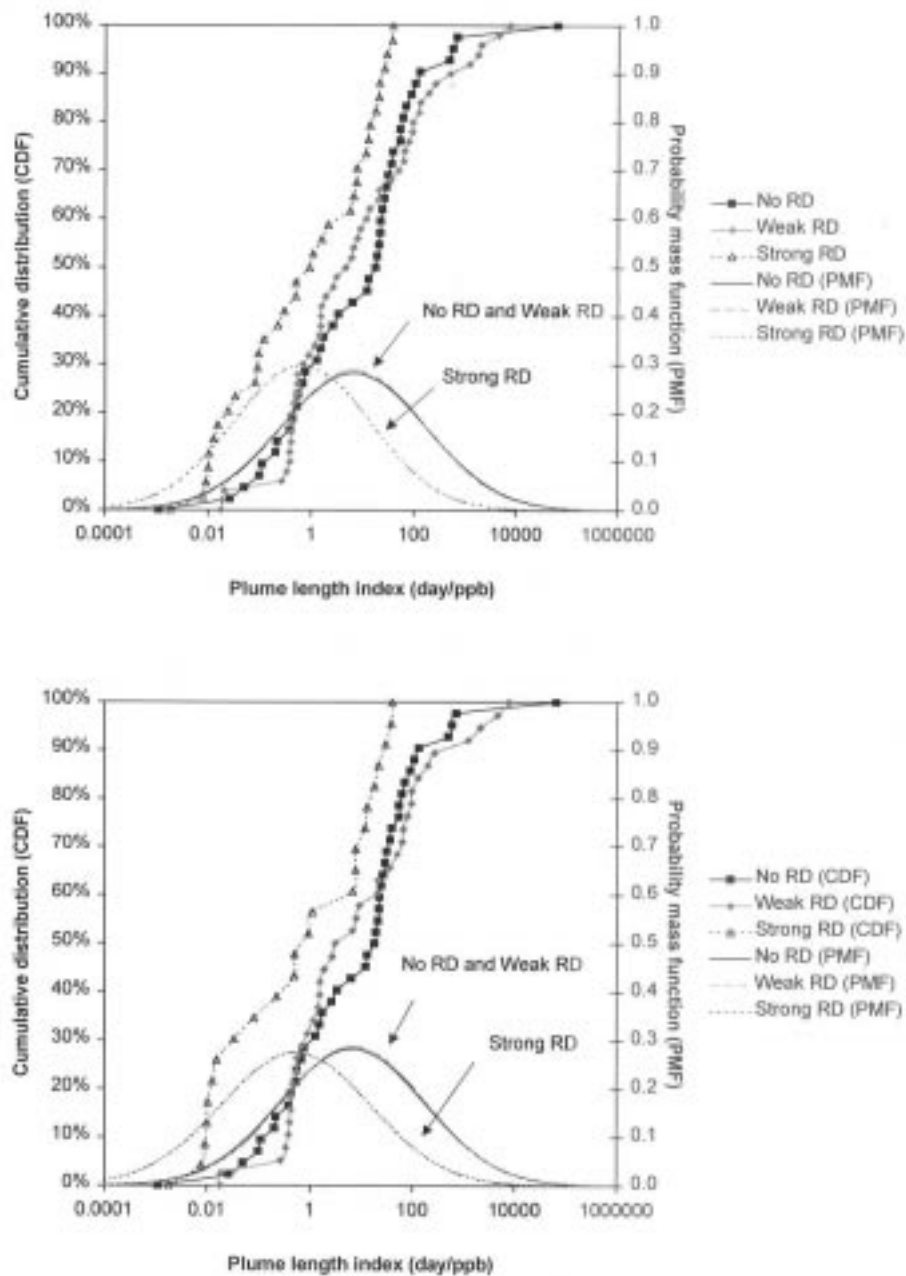 100%
90%
80%
70%
60%
50%
40%
30%
20%
10%
0%
Cumulative distribution (CDF)
1.0
0.9
0.8
0.7
0.6
0.5
0.4
0.3
0.2
0.1
0.0
Probability mass function (PMF)
No RD and Weak RD
Strong RD
0.0001
0.01
1
100
10000
1000000
Plume length index (day/ppb)
No RD
Weak RD
Strong RD
No RD (PMF)
Weak RD (PMF)
Strong RD (PMF)
100%
90%
80%
70%
60%
50%
40%
30%
20%
10%
0%
Cumulative distribution (CDF)
1.0
0.9
0.8
0.7
0.6
0.5
0.4
0.3
0.2
0.1
0.0
Probability mass function (PMF)
No RD and Weak RD
Strong RD
0.0001
0.01
1
100
10000
1000000
Plume length index (day/ppb)
No RD (CDF)
Weak RD (CDF)
Strong RD (CDF)
No RD (PMF)
Weak RD (PMF)
Strong RD (PMF)